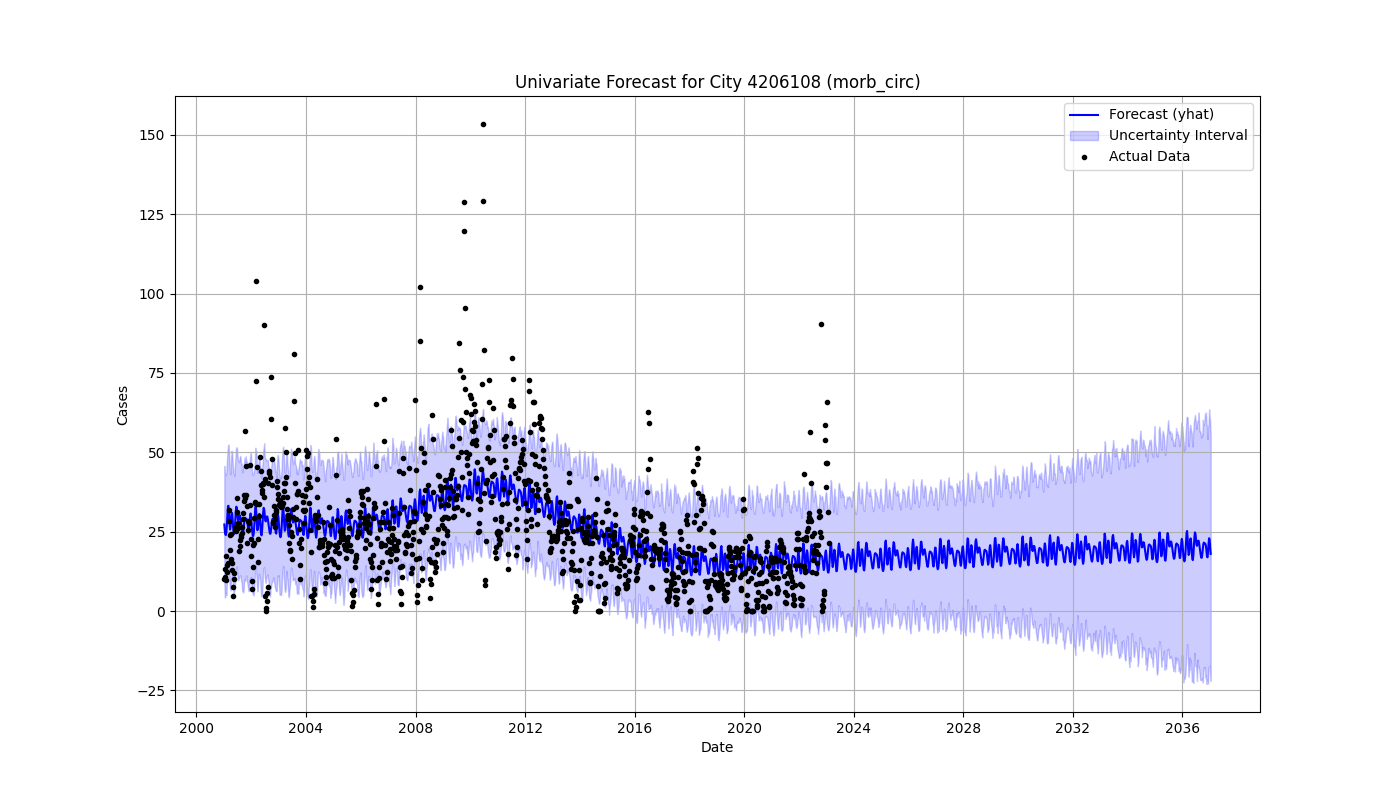 Univariate Forecast for City 4206108 (morb_circ)
Forecast (yhat)
Uncertainty Interval
Actual Data
150
125
100
75
50
25
0
−25
Cases
2000 2004 2008 2012 2016 2020 2024 2028 2032 2036
Date